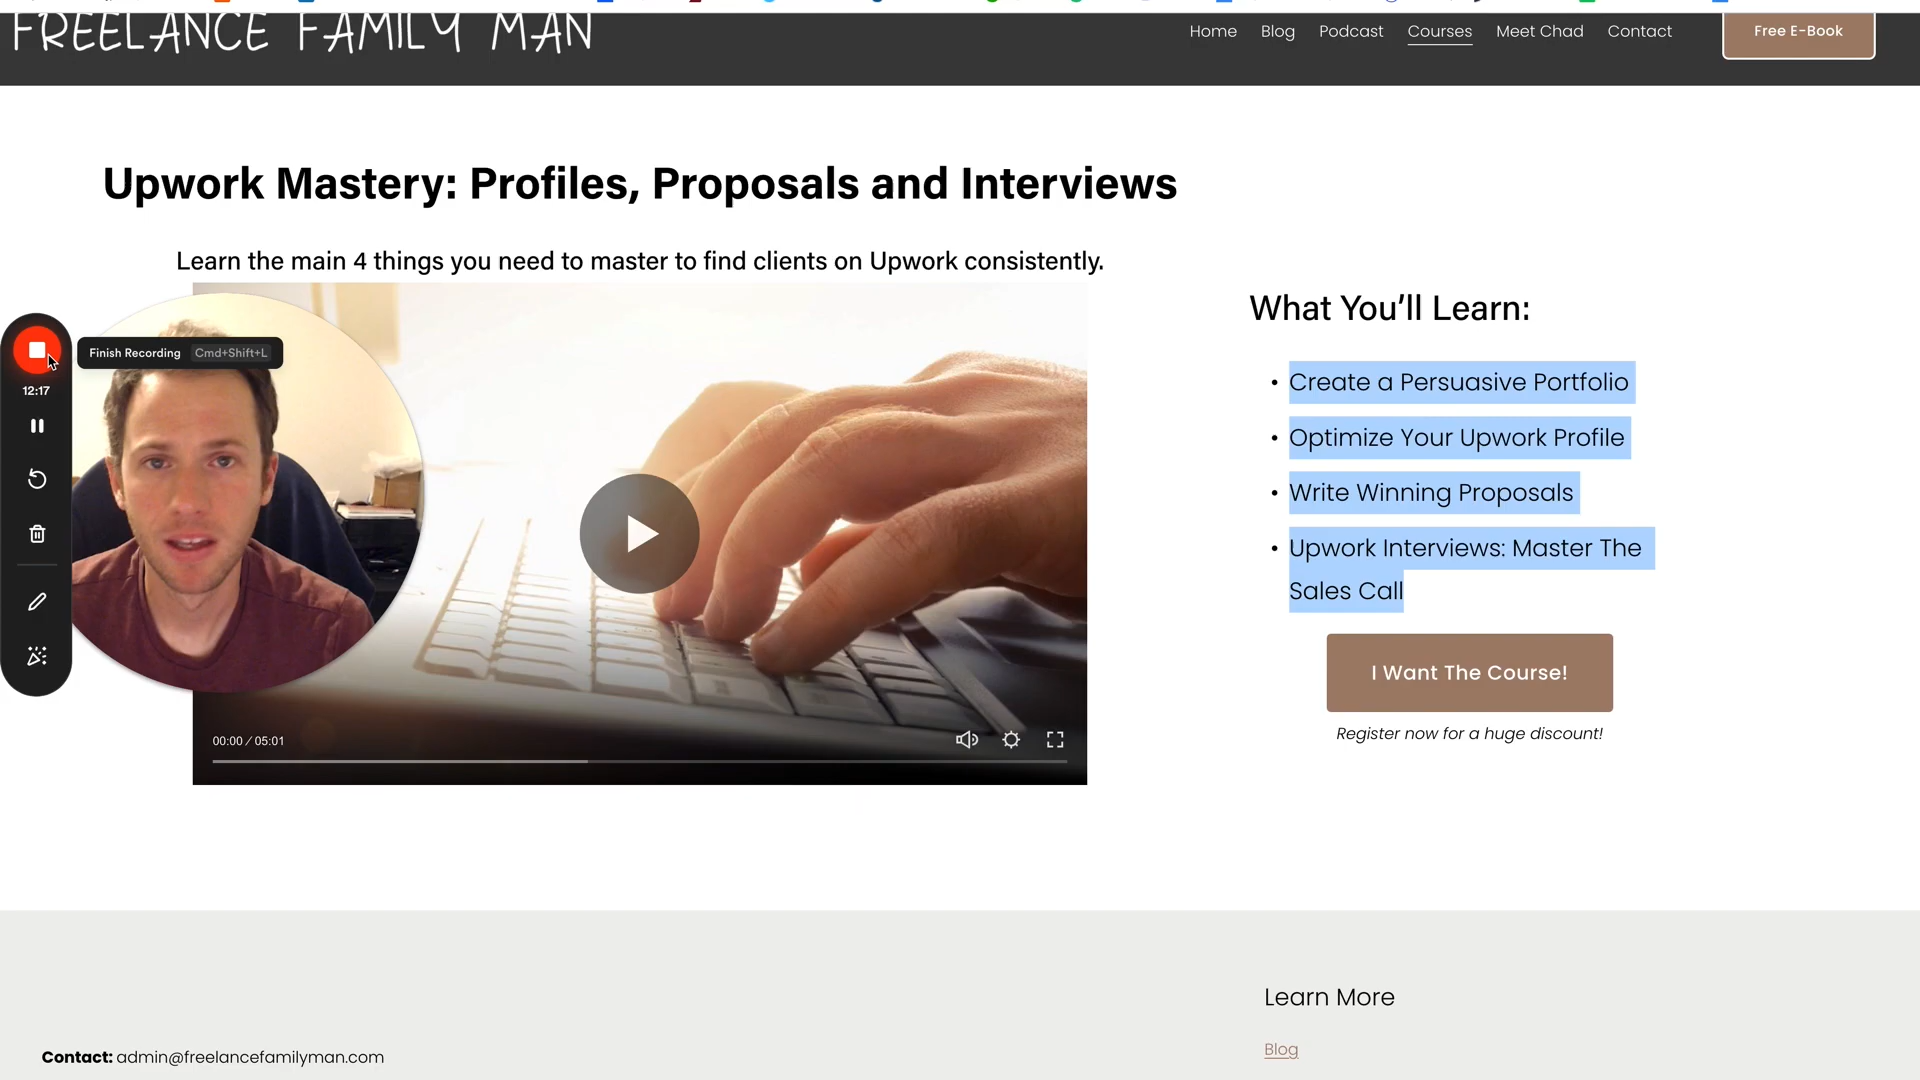 FREELANCE FAMILY MAN
Home Blog Podcast Courses Meet Chad Contact Free E-Book
Upwork Mastery: Profiles, Proposals and Interviews
Learn the main 4 things you need to master to find clients on Upwork consistently.
Finish Recording Cmd+Shift+L
12:17
00:00 / 05:01
What You’ll Learn:
• Create a Persuasive Portfolio
• Optimize Your Upwork Profile
• Write Winning Proposals
• Upwork Interviews: Master The
Sales Call
I Want The Course!
Register now for a huge discount!
Learn More
Blog
Contact: admin@freelancefamilyman.com